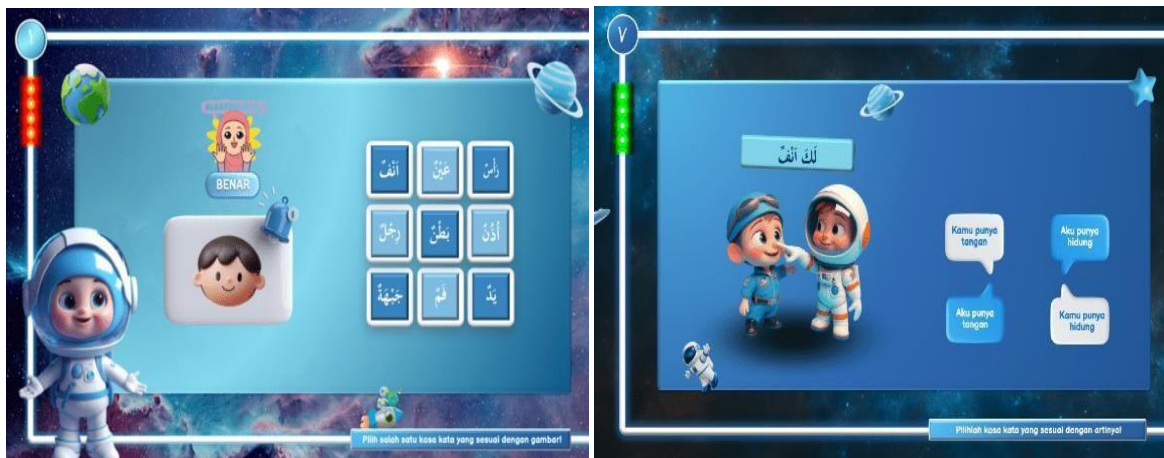 ١
BENAR
أَنْفٌ عَيْنٌ رَأْسٌ
رِجْلٌ بَطْنٌ أُذُنٌ
جَبْهَةٌ فَمٌ يَدٌ
Pilih salah satu kosa kata yang sesuai dengan gambar!
٧
لَكَ أَنْفٌ
Kamu punya
tangan
Aku punya
hidung
Aku punya
tangan
Kamu punya
hidung
Pilihlah kosa kata yang sesuai dengan artinya!